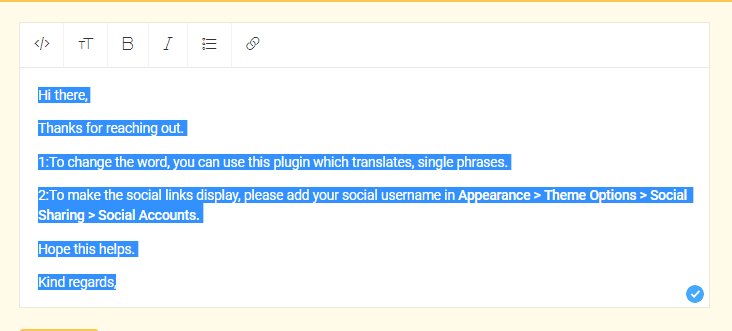 </> TT B I
Hi there,
Thanks for reaching out.
1:To change the word, you can use this plugin which translates, single phrases.
2:To make the social links display, please add your social username in Appearance > Theme Options > Social
Sharing > Social Accounts.
Hope this helps.
Kind regards,